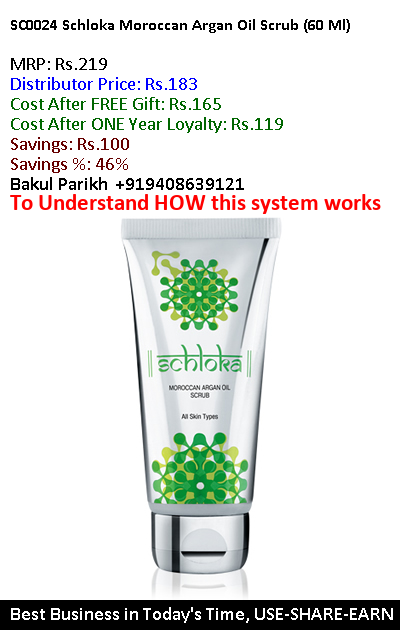 SC0024 Schloka Moroccan Argan Oil Scrub (60 Ml)
MRP: Rs.219
Distributor Price: Rs.183
Cost After FREE Gift: Rs.165
Cost After ONE Year Loyalty: Rs.119
Savings: Rs.100
Savings %: 46%
Bakul Parikh +919408639121
To Understand HOW this system works
schloka
MOROCCAN ARGAN OIL
SCRUB
All Skin Types
Best Business in Today's Time, USE-SHARE-EARN